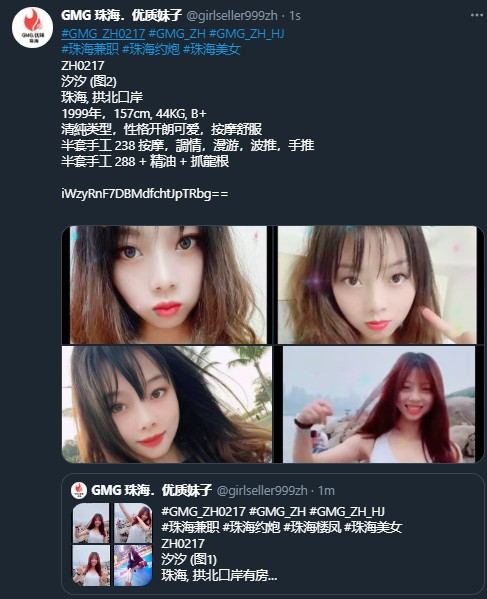 GMG 珠海．优质妹子 @girlseller999zh · 1s
GMG 优妹
珠海
#GMG_ZH0217 #GMG_ZH #GMG_ZH_HJ
#珠海兼职 #珠海约炮 #珠海美女
ZH0217
汐汐 (图2)
珠海, 拱北口岸
1999年，157cm, 44KG, B+
清純类型，性格开朗可爱，按摩舒服
半套手工 238 按摩，調情，漫游，波推，手推
半套手工 288 + 精油 + 抓龍根
iWzyRnF7DBMdfchtJpTRbg==
GMG 珠海．优质妹子 @girlseller999zh · 1m
#GMG_ZH0217 #GMG_ZH #GMG_ZH_HJ
#珠海兼职 #珠海约炮 #珠海楼凤 #珠海美女
ZH0217
汐汐 (图1)
珠海, 拱北口岸有房...